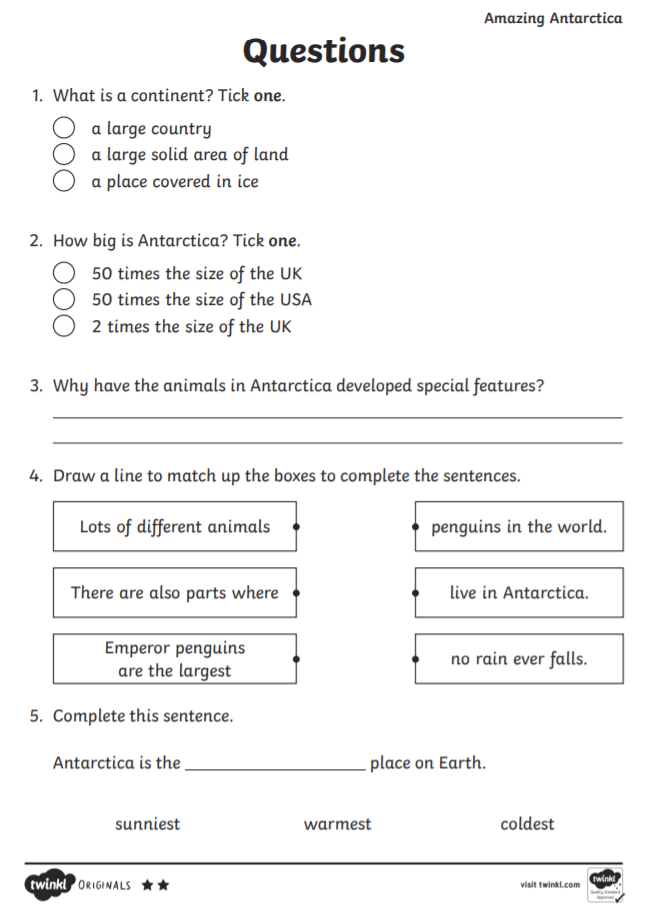 Amazing Antarctica
Questions
1. What is a continent? Tick one.
a large country
a large solid area of land
a place covered in ice
2. How big is Antarctica? Tick one.
50 times the size of the UK
50 times the size of the USA
2 times the size of the UK
3. Why have the animals in Antarctica developed special features?
4. Draw a line to match up the boxes to complete the sentences.
Lots of different animals
penguins in the world.
There are also parts where
live in Antarctica.
Emperor penguins
are the largest
no rain ever falls.
5. Complete this sentence.
Antarctica is the ____________________ place on Earth.
sunniest warmest coldest
twinkl ORIGINALS
visit twinkl.com
twinkl
Quality Standard
Approved